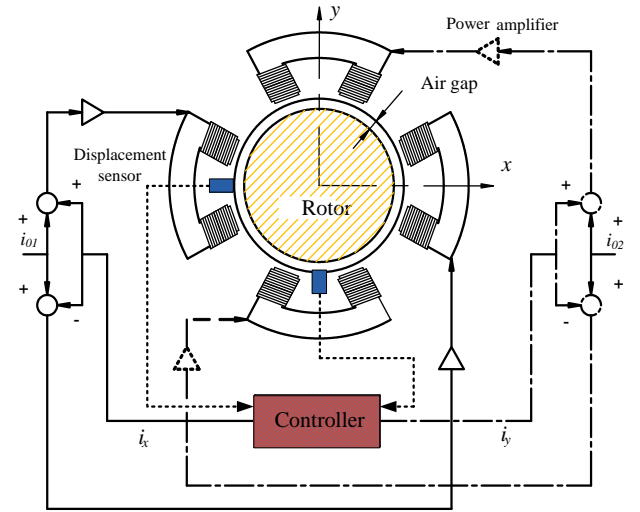 y
Power amplifier
Air gap
Displacement
sensor
x
Rotor
+
+
i01
+
-
+
+
i02
+
-
Controller
ix
iy